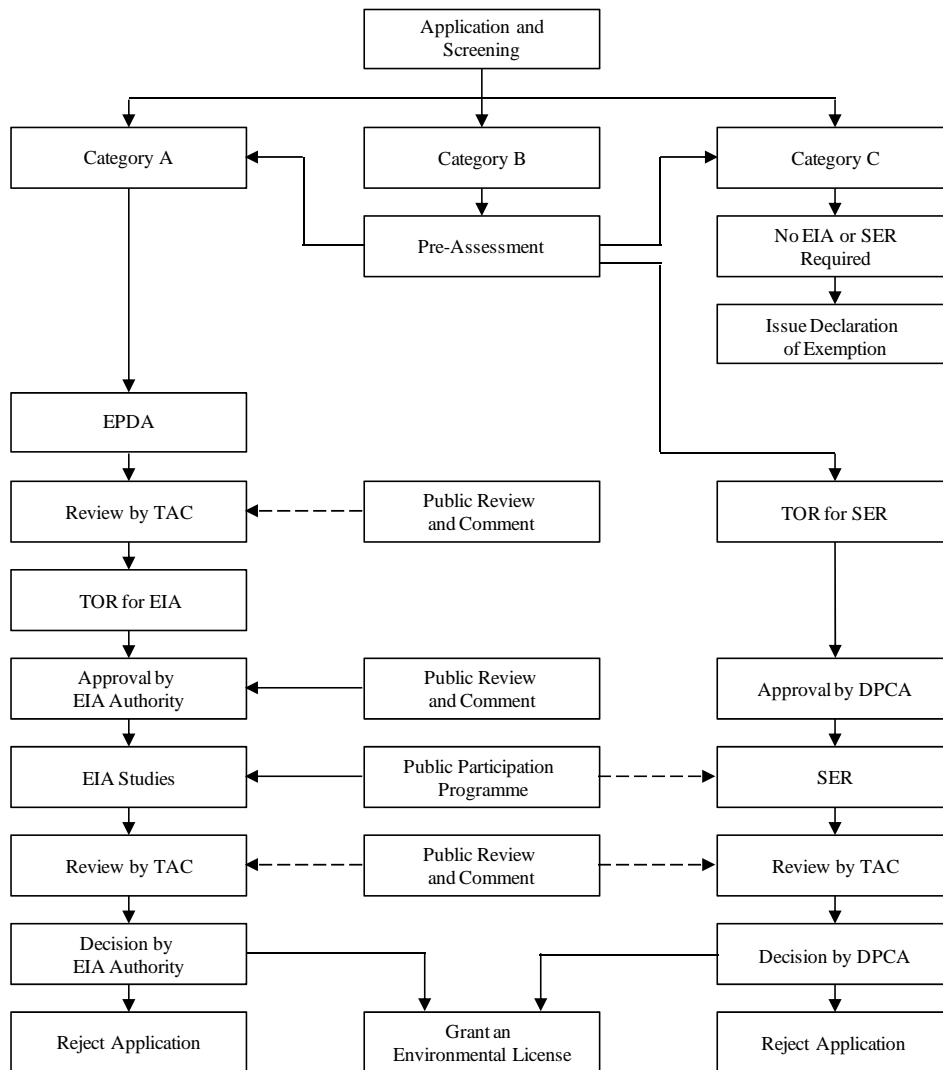 Application and
Screening
Category A
Category B
Category C
Pre-Assessment
No EIA or SER
Required
Issue Declaration
of Exemption
EPDA
Review by TAC
Public Review
and Comment
TOR for SER
TOR for EIA
Approval by
EIA Authority
Public Review
and Comment
Approval by DPCA
EIA Studies
Public Participation
Programme
SER
Review by TAC
Public Review
and Comment
Review by TAC
Decision by
EIA Authority
Decision by DPCA
Reject Application
Grant an
Environmental License
Reject Application